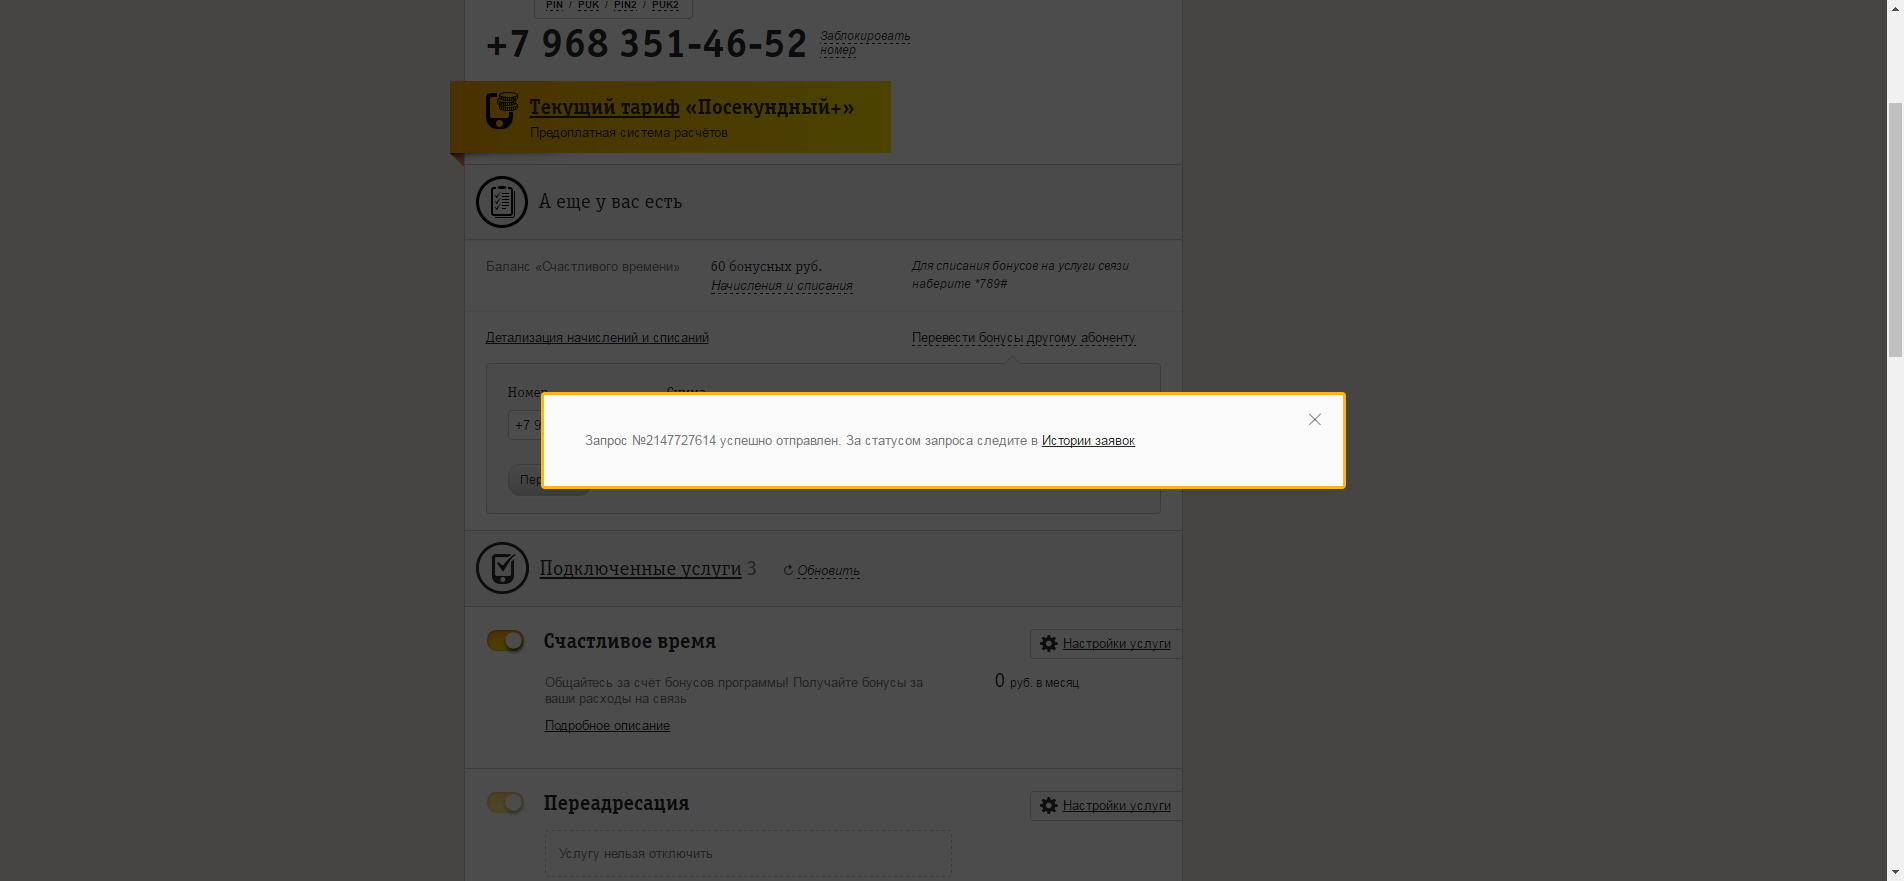 PIN / PUK / PIN2 / PUK2
+7 968 351-46-52
Заблокировать
номер
Текущий тариф «Посекундный+»
Предоплатная система расчётов
А еще у вас есть
Баланс «Счастливого времени»
60 бонусных руб.
Начисления и списания
Для списания бонусов на услуги связи
наберите *789#
Детализация начислений и списаний
Перевести бонусы другому абоненту
Номер
Сумма
+7 9
Запрос №2147727614 успешно отправлен. За статусом запроса следите в Истории заявок
Пер
Подключенные услуги 3
Обновить
Счастливое время
Настройки услуги
Общайтесь за счёт бонусов программы! Получайте бонусы за
ваши расходы на связь
0 руб. в месяц
Подробное описание
Переадресация
Настройки услуги
Услугу нельзя отключить